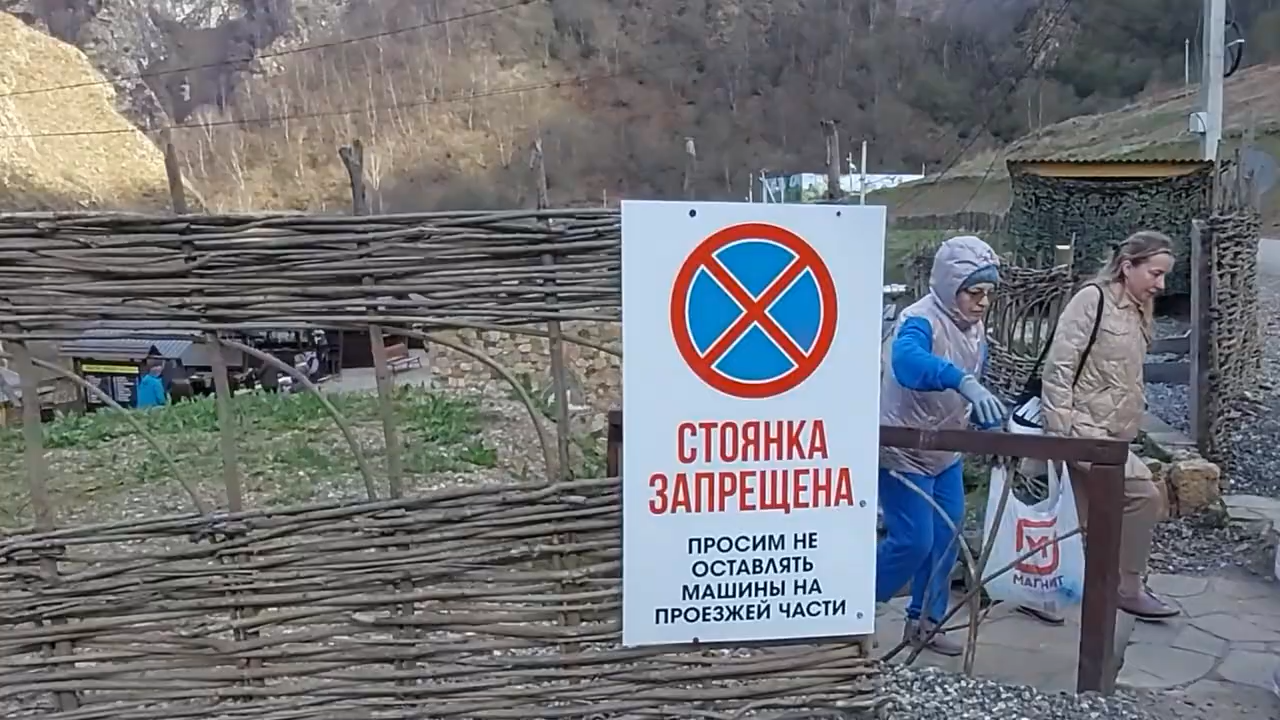 СТОЯНКА
ЗАПРЕЩЕНА
ПРОСИМ НЕ
ОСТАВЛЯТЬ
МАШИНЫ НА
ПРОЕЗЖЕЙ ЧАСТИ
МАГНИТ